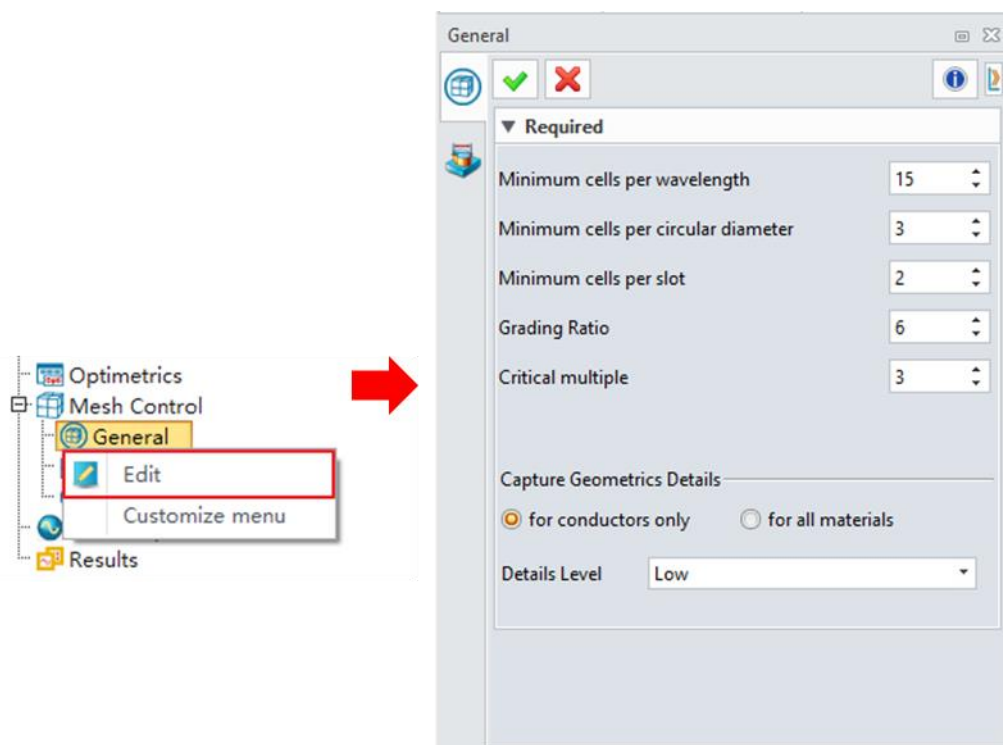 Optimetrics
Mesh Control
General
Edit
Customize menu
Results
General
Required
Minimum cells per wavelength 15
Minimum cells per circular diameter 3
Minimum cells per slot 2
Grading Ratio 6
Critical multiple 3
Capture Geometrics Details
for conductors only for all materials
Details Level Low